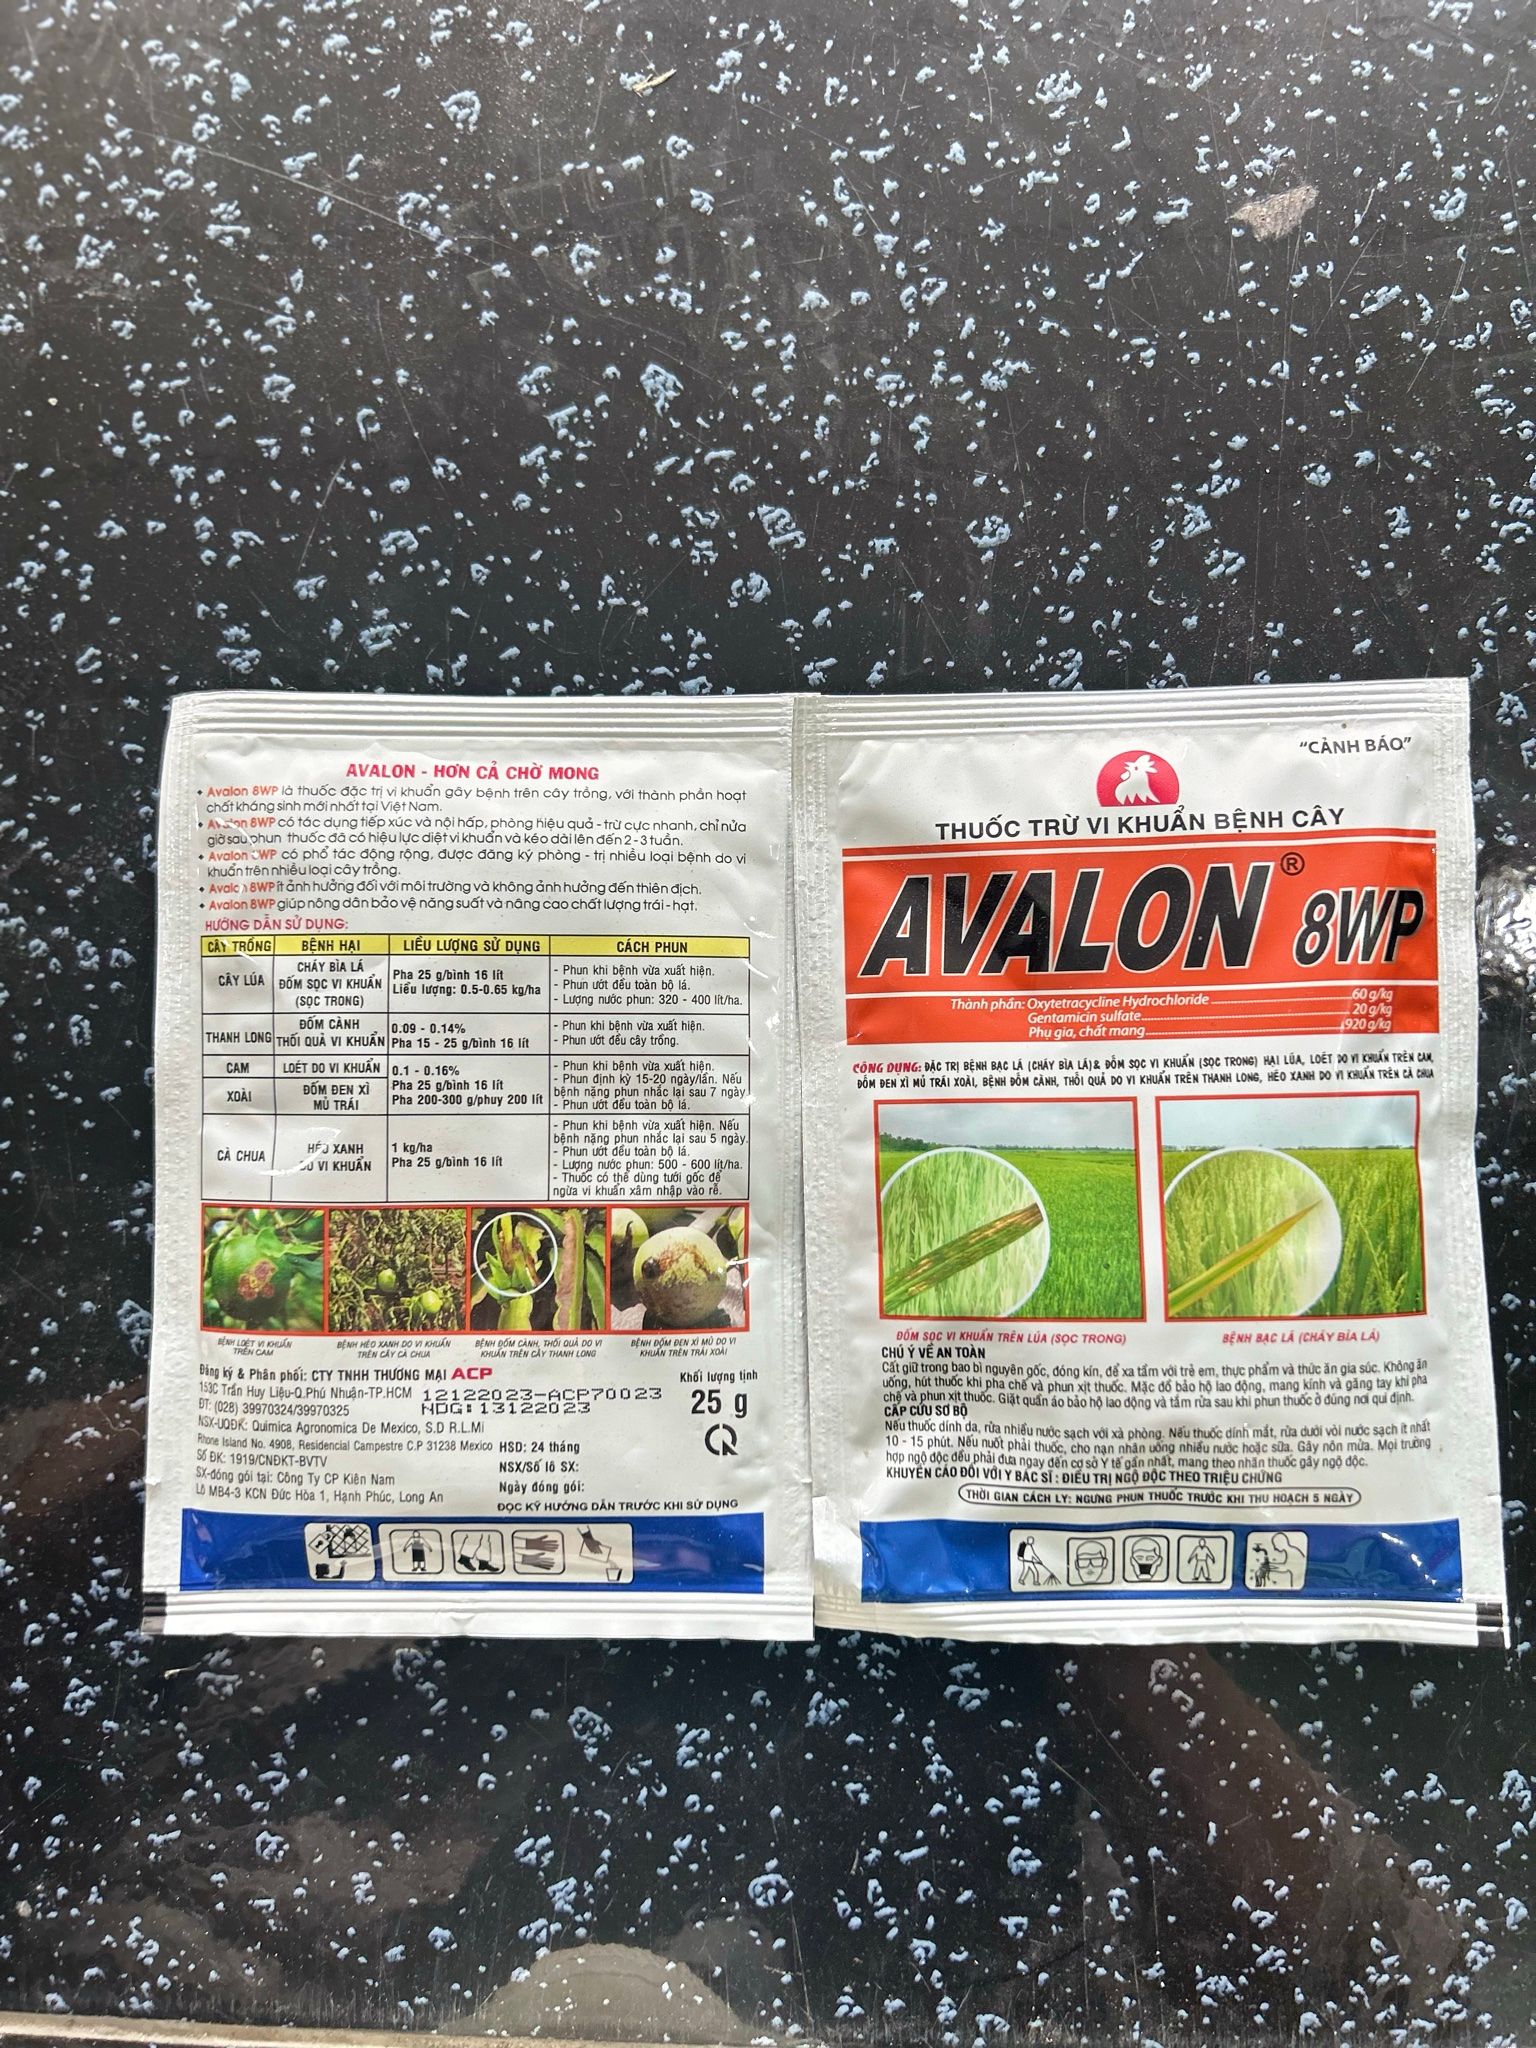 AVALON - HƠN CẢ CHỜ MONG
Avalon 8WP là thuốc đặc trị vi khuẩn gây bệnh trên cây trồng, với thành phần hoạt
chất kháng sinh mới nhất tại Việt Nam.
Avalon 8WP có tác dụng tiếp xúc và nội hấp, phòng hiệu quả - trừ cực nhanh, chỉ nửa
giờ sau phun thuốc đã có hiệu lực diệt vi khuẩn và kéo dài lên đến 2 - 3 tuần.
Avalon 8WP có phổ tác động rộng, được đăng ký phòng - trị nhiều loại bệnh do vi
khuẩn trên nhiều loại cây trồng.
Avalon 8WP ít ảnh hưởng đối với môi trường và không ảnh hưởng đến thiên địch.
Avalon 8WP giúp nông dân bảo vệ năng suất và nâng cao chất lượng trái - hạt.
HƯỚNG DẪN SỬ DỤNG:
CÂY TRỒNG BỆNH HẠI LIỀU LƯỢNG SỬ DỤNG CÁCH PHUN
CÂY LÚA
CHÁY BÌA LÁ
ĐỐM SỌC VI KHUẨN
(SỌC TRONG)
Pha 25 g/bình 16 lít
Liều lượng: 0.5-0.65 kg/ha
- Phun khi bệnh vừa xuất hiện.
- Phun ướt đều toàn bộ lá.
- Lượng nước phun: 320 - 400 lít/ha.
THANH LONG
ĐỐM CÀNH
THỐI QUẢ VI KHUẨN
0.09 - 0.14%
Pha 15 - 25 g/bình 16 lít
- Phun khi bệnh vừa xuất hiện.
- Phun ướt đều cây trồng.
CAM
LOÉT DO VI KHUẨN
XOÀI
ĐỐM ĐEN XÌ
MỦ TRÁI
0.1 - 0.16%
Pha 25 g/bình 16 lít
Pha 200-300 g/phuy 200 lít
- Phun khi bệnh vừa xuất hiện.
- Phun định kỳ 15-20 ngày/lần. Nếu
bệnh nặng phun nhắc lại sau 7 ngày.
- Phun ướt đều toàn bộ lá.
CÀ CHUA
HÉO XANH
DO VI KHUẨN
1 kg/ha
Pha 25 g/bình 16 lít
- Phun khi bệnh vừa xuất hiện. Nếu
bệnh nặng phun nhắc lại sau 5 ngày.
- Phun ướt đều toàn bộ lá.
- Lượng nước phun: 500 - 600 lít/ha.
- Thuốc có thể dùng tưới gốc để
ngừa vi khuẩn xâm nhập vào rễ.
BỆNH LOÉT VI KHUẨN
TRÊN CAM
BỆNH HÉO XANH DO VI KHUẨN
TRÊN CÂY CÀ CHUA
BỆNH ĐỐM CÀNH, THỐI QUẢ DO VI
KHUẨN TRÊN CÂY THANH LONG
BỆNH ĐỐM ĐEN XÌ MỦ DO VI
KHUẨN TRÊN TRÁI XOÀI
Đăng ký & Phân phối: CTY TNHH THƯƠNG MẠI ACP
153C Trần Huy Liệu-Q.Phú Nhuận-TP.HCM
ĐT: (028) 39970324/39970325
12122023-ACP70023
NDG:13122023
Khối lượng tịnh
25 g
NSX-UQĐK: Quimica Agronomica De Mexico, S.D R.L.Mi
Rhone Island No. 4908, Residencial Campestre C.P 31238 Mexico
Số ĐK: 1919/CNĐKT-BVTV
SX-đóng gói tại: Công Ty CP Kiên Nam
Lô MB4-3 KCN Đức Hòa 1, Hạnh Phúc, Long An
HSD: 24 tháng
NSX/Số lô SX:
Ngày đóng gói:
ĐỌC KỸ HƯỚNG DẪN TRƯỚC KHI SỬ DỤNG
"CẢNH BÁO"
THUỐC TRỪ VI KHUẨN BỆNH CÂY
AVALON® 8WP
Thành phần: Oxytetracycline Hydrochloride 60 g/kg
Gentamicin sulfate 20 g/kg
Phụ gia, chất mang 920 g/kg
CÔNG DỤNG: ĐẶC TRỊ BỆNH BẠC LÁ (CHÁY BÌA LÁ) & ĐỐM SỌC VI KHUẨN (SỌC TRONG) HẠI LÚA, LOÉT DO VI KHUẨN TRÊN CAM,
ĐỐM ĐEN XÌ MỦ TRÁI XOÀI, BỆNH ĐỐM CÀNH, THỐI QUẢ DO VI KHUẨN TRÊN THANH LONG, HÉO XANH DO VI KHUẨN TRÊN CÀ CHUA
ĐỐM SỌC VI KHUẨN TRÊN LÚA (SỌC TRONG)
BỆNH BẠC LÁ (CHÁY BÌA LÁ)
CHÚ Ý VỀ AN TOÀN
Cất giữ trong bao bì nguyên gốc, đóng kín, để xa tầm với trẻ em, thực phẩm và thức ăn gia súc. Không ăn
uống, hút thuốc khi pha chế và phun xịt thuốc. Mặc đồ bảo hộ lao động, mang kính và găng tay khi pha
chế và phun xịt thuốc. Giặt quần áo bảo hộ lao động và tắm rửa sau khi phun thuốc ở đúng nơi qui định.
CẤP CỨU SƠ BỘ
Nếu thuốc dính da, rửa nhiều nước sạch với xà phòng. Nếu thuốc dính mắt, rửa dưới vòi nước sạch ít nhất
10 - 15 phút. Nếu nuốt phải thuốc, cho nạn nhân uống nhiều nước hoặc sữa. Gây nôn mửa. Mọi trường
hợp ngộ độc đều phải đưa ngay đến cơ sở Y tế gần nhất, mang theo nhãn thuốc gây ngộ độc.
KHUYẾN CÁO ĐỐI VỚI Y BÁC SĨ : ĐIỀU TRỊ NGỘ ĐỘC THEO TRIỆU CHỨNG
THỜI GIAN CÁCH LY: NGƯNG PHUN THUỐC TRƯỚC KHI THU HOẠCH 5 NGÀY